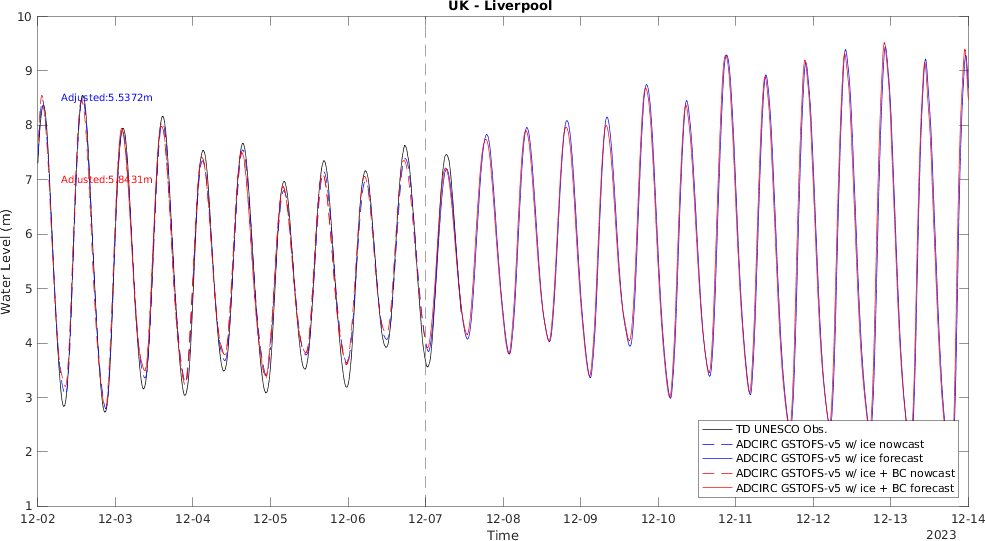 UK - Liverpool
10
9
8
7
6
5
4
3
2
1
Water Level (m)
Adjusted:5.5372m
Adjusted:5.8431m
TD UNESCO Obs.
ADCIRC GSTOFS-v5 w/ ice nowcast
ADCIRC GSTOFS-v5 w/ ice forecast
ADCIRC GSTOFS-v5 w/ ice + BC nowcast
ADCIRC GSTOFS-v5 w/ ice + BC forecast
12-02 12-03 12-04 12-05 12-06 12-07 12-08 12-09 12-10 12-11 12-12 12-13 12-14
Time
2023